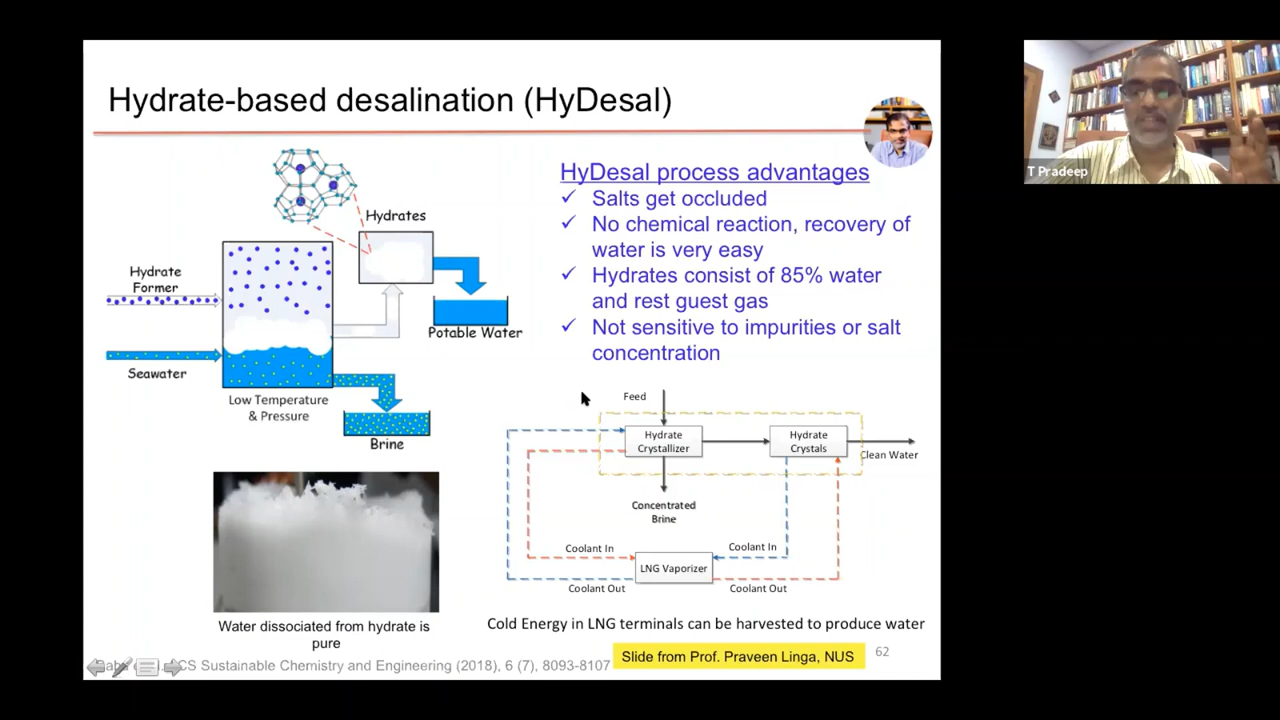 Hydrate-based desalination (HyDesal)
T Pradeep
HyDesal process advantages
✓ Salts get occluded
✓ No chemical reaction, recovery of
water is very easy
✓ Hydrates consist of 85% water
and rest guest gas
✓ Not sensitive to impurities or salt
concentration
Hydrates
Hydrate
Former
Potable Water
Seawater
Low Temperature
& Pressure
Brine
Feed
Hydrate
Crystallizer
Hydrate
Crystals
Clean Water
Concentrated
Brine
Coolant In
Coolant In
LNG Vaporizer
Coolant Out
Coolant Out
Water dissociated from hydrate is
pure
Cold Energy in LNG terminals can be harvested to produce water
CS Sustainable Chemistry and Engineering (2018), 6 (7), 8093-8107
Slide from Prof. Praveen Linga, NUS
62